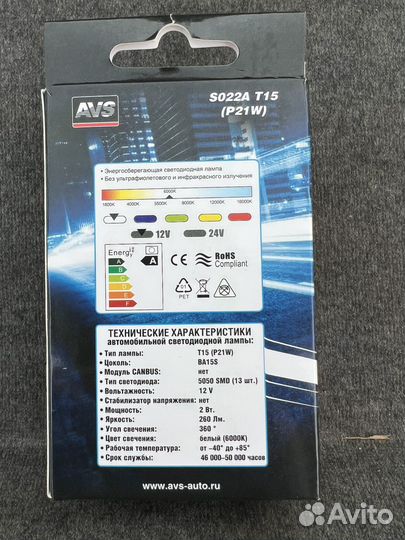 AVS
S022A T15
(P21W)
• Энергосберегающая светодиодная лампа
• Без ультрафиолетового и инфракрасного излучения
6000K
1800K 4000K 5500K 8000K 12000K 16000K
12V 24V
Energy
A A
B
C
D
E
F
CE
RoHS
Compliant
01
PET
ТЕХНИЧЕСКИЕ ХАРАКТЕРИСТИКИ
автомобильной светодиодной лампы:
• Тип лампы: T15 (P21W)
• Цоколь: BA15S
• Модуль CANBUS: нет
• Тип светодиода: 5050 SMD (13 шт.)
• Вольтажность: 12 V
• Стабилизатор напряжения: нет
• Мощность: 2 Вт.
• Яркость: 260 Лм.
• Угол свечения: 360 °
• Цвет свечения: белый (6000K)
• Рабочая температура: от –40° до +85°
• Срок службы: 46 000–50 000 часов
www.avs-auto.ru
Avito